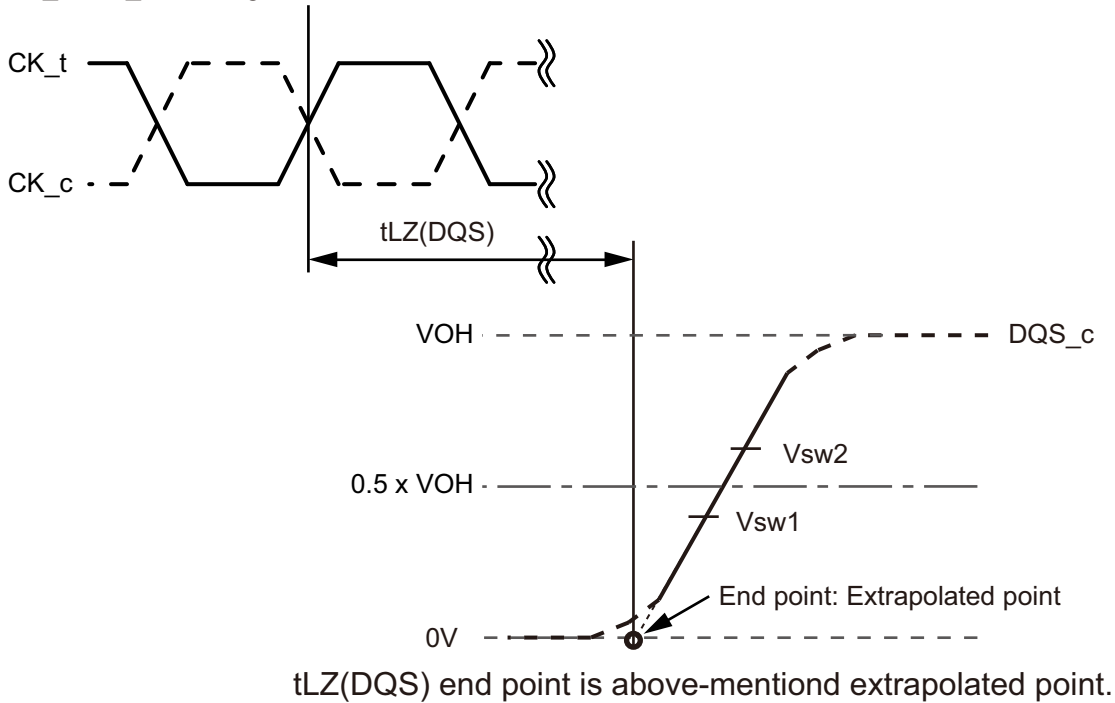 CK_t
CK_c
tLZ(DQS)
VOH
DQS_c
Vsw2
0.5 x VOH
Vsw1
End point: Extrapolated point
0V
tLZ(DQS) end point is above-mentiond extrapolated point.